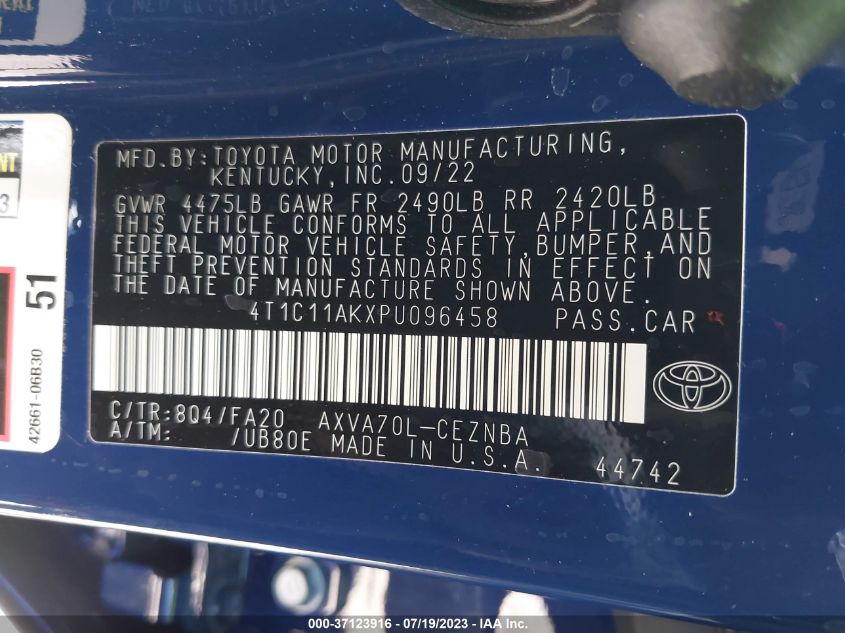 MFD.BY:TOYOTA MOTOR MANUFACTURING,
KENTUCKY,INC.09/22
GVWR 4475LB GAWR FR 2490LB RR 2420LB
THIS VEHICLE CONFORMS TO ALL APPLICABLE
FEDERAL MOTOR VEHICLE SAFETY,BUMPER,AND
THEFT PREVENTION STANDARDS IN EFFECT ON
THE DATE OF MANUFACTURE SHOWN ABOVE.
4T1C11AKXPU096458 PASS.CAR
C/TR:8Q4/FA20 AXVA70L-CEZNBA
A/TM: /UB80E MADE IN U.S.A.
44742
51
42661-06B30
000-37123916 - 07/19/2023 - IAA Inc.